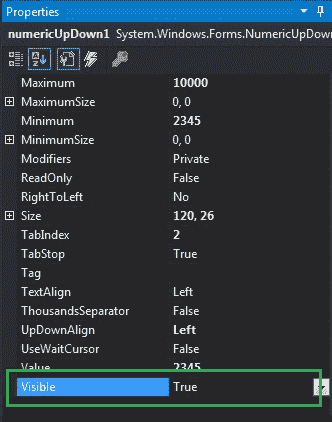 Properties
numericUpDown1 System.Windows.Forms.NumericUpDow
Maximum 10000
MaximumSize 0, 0
Minimum 2345
MinimumSize 0, 0
Modifiers Private
ReadOnly False
RightToLeft No
Size 120, 26
TabIndex 2
TabStop True
Tag
TextAlign Left
ThousandsSeparator False
UpDownAlign Left
UseWaitCursor False
Value 2345
Visible True